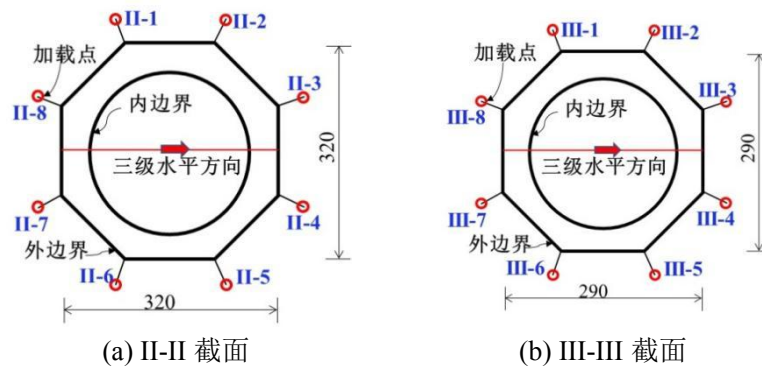 II-1
II-2
加载点
II-3
II-8
内边界
三级水平方向
320
II-7
II-4
外边界
II-6
II-5
320
(a) II-II 截面
III-1
III-2
加载点
III-3
III-8
内边界
三级水平方向
290
III-7
III-4
外边界
III-6
III-5
290
(b) III-III 截面